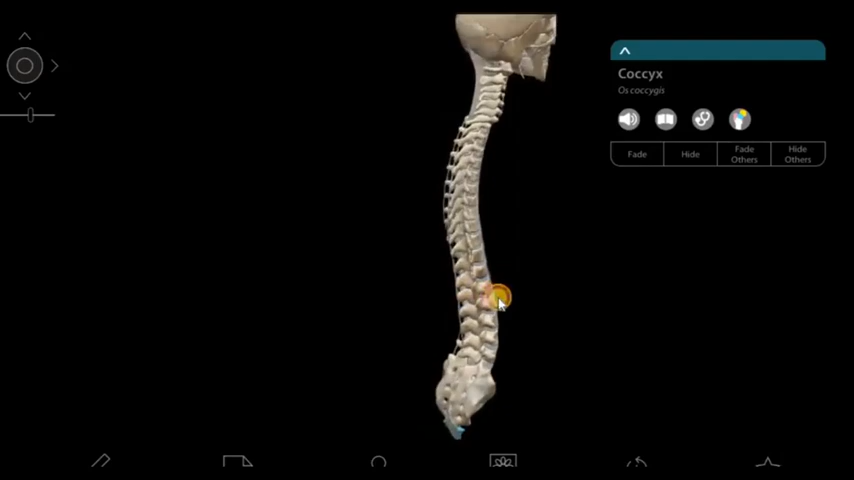 Coccyx
Os coccygis
Fade
Hide
Fade Others
Hide Others